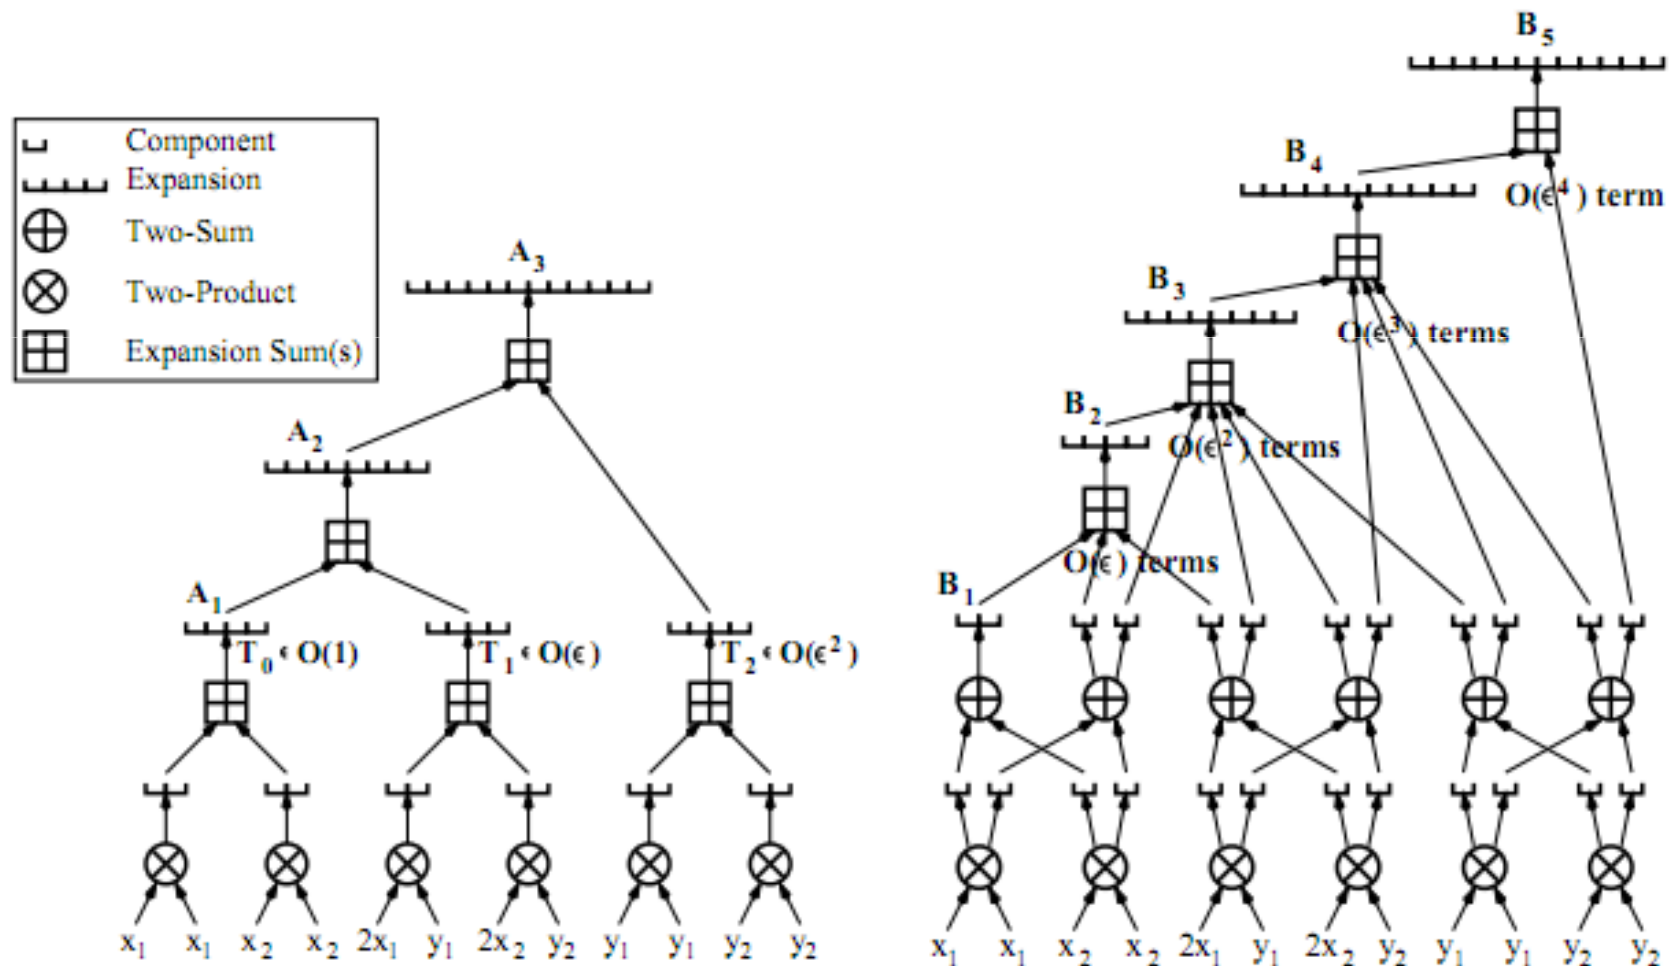 Component
Expansion
Two-Sum
Two-Product
Expansion Sum(s)
A3
A2
A1
T0 ϵ O(1)
T1 ϵ O(ϵ)
T2 ϵ O(ϵ²)
x1 x1 x2 x2 2x1 y1 2x2 y2 y1 y1 y2 y2
B5
B4
O(ϵ⁴) term
B3
O(ϵ³) terms
B2
O(ϵ²) terms
O(ϵ) terms
B1
x1 x1 x2 x2 2x1 y1 2x2 y2 y1 y1 y2 y2